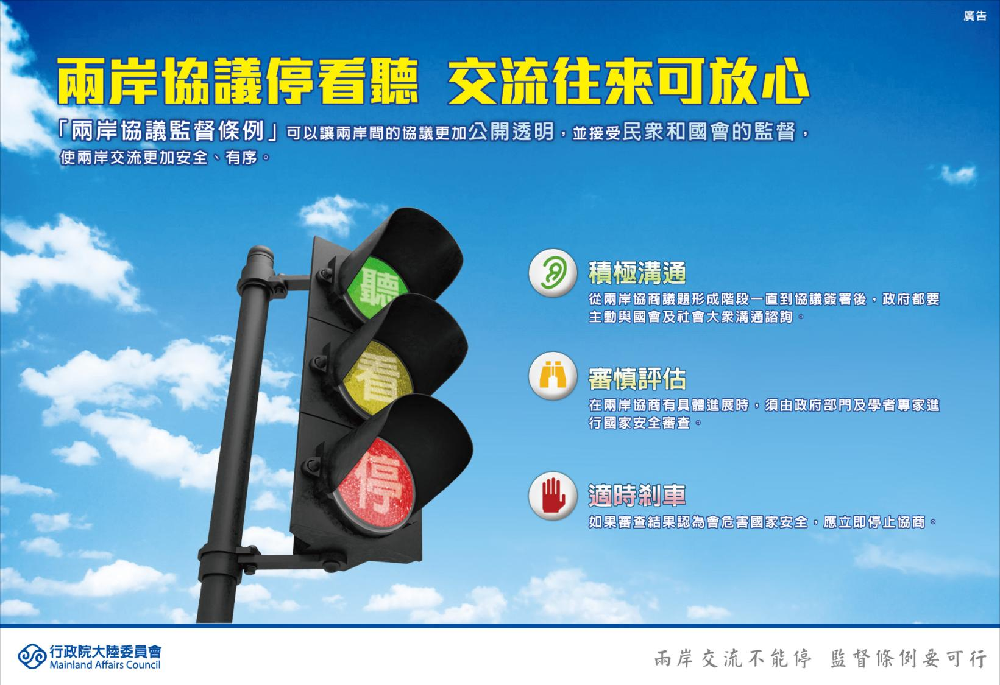 廣告
兩岸協議停看聽 交流往來可放心
「兩岸協議監督條例」可以讓兩岸間的協議更加公開透明，並接受民眾和國會的監督，
使兩岸交流更加安全、有序。
聽
看
停
積極溝通
從兩岸協商議題形成階段一直到協議簽署後，政府都要
主動與國會及社會大眾溝通諮詢。
審慎評估
在兩岸協商有具體進展時，須由政府部門及學者專家進
行國家安全審查。
適時剎車
如果審查結果認為會危害國家安全，應立即停止協商。
行政院大陸委員會
Mainland Affairs Council
兩岸交流不能停 監督條例要可行